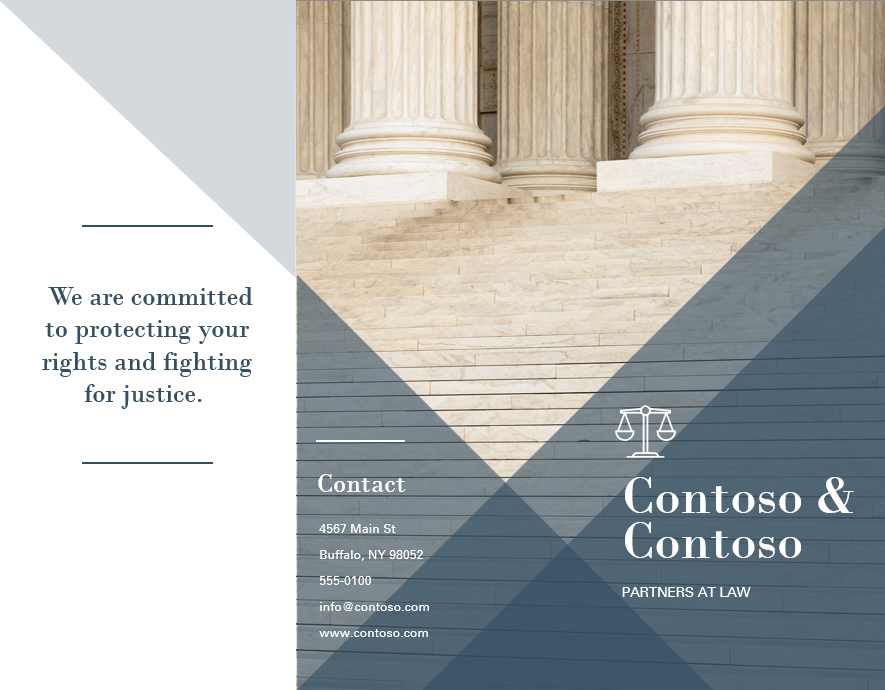 We are committed
to protecting your
rights and fighting
for justice.
Contact
4567 Main St
Buffalo, NY 98052
555-0100
info@contoso.com
www.contoso.com
Contoso &
Contoso
PARTNERS AT LAW